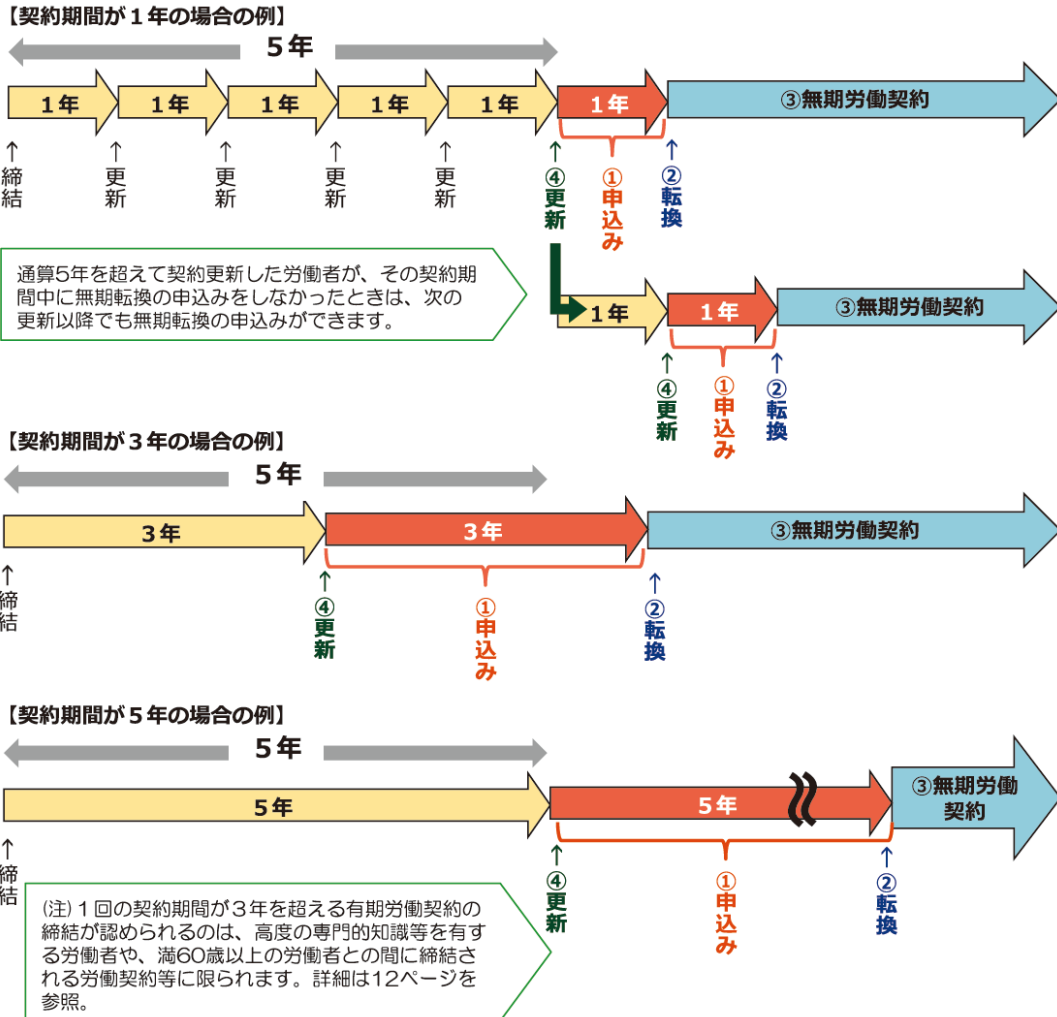 【契約期間が１年の場合の例】
５年
１年 １年 １年 １年 １年 １年 ③無期労働契約
↑締結 ↑更新 ↑更新 ↑更新 ↑更新 ↑④更新 ①申込み ↑②転換
通算5年を超えて契約更新した労働者が、その契約期
間中に無期転換の申込みをしなかったときは、次の
更新以降でも無期転換の申込みができます。
１年 １年 ③無期労働契約
↑④更新 ①申込み ↑②転換
【契約期間が３年の場合の例】
５年
３年 ３年 ③無期労働契約
↑締結 ↑④更新 ①申込み ↑②転換
【契約期間が５年の場合の例】
５年
５年 ５年 ③無期労働
契約
↑締結 ↑④更新 ①申込み ↑②転換
(注)１回の契約期間が３年を超える有期労働契約の
締結が認められるのは、高度の専門的知識等を有す
る労働者や、満60歳以上の労働者との間に締結さ
れる労働契約等に限られます。詳細は12ページを
参照。